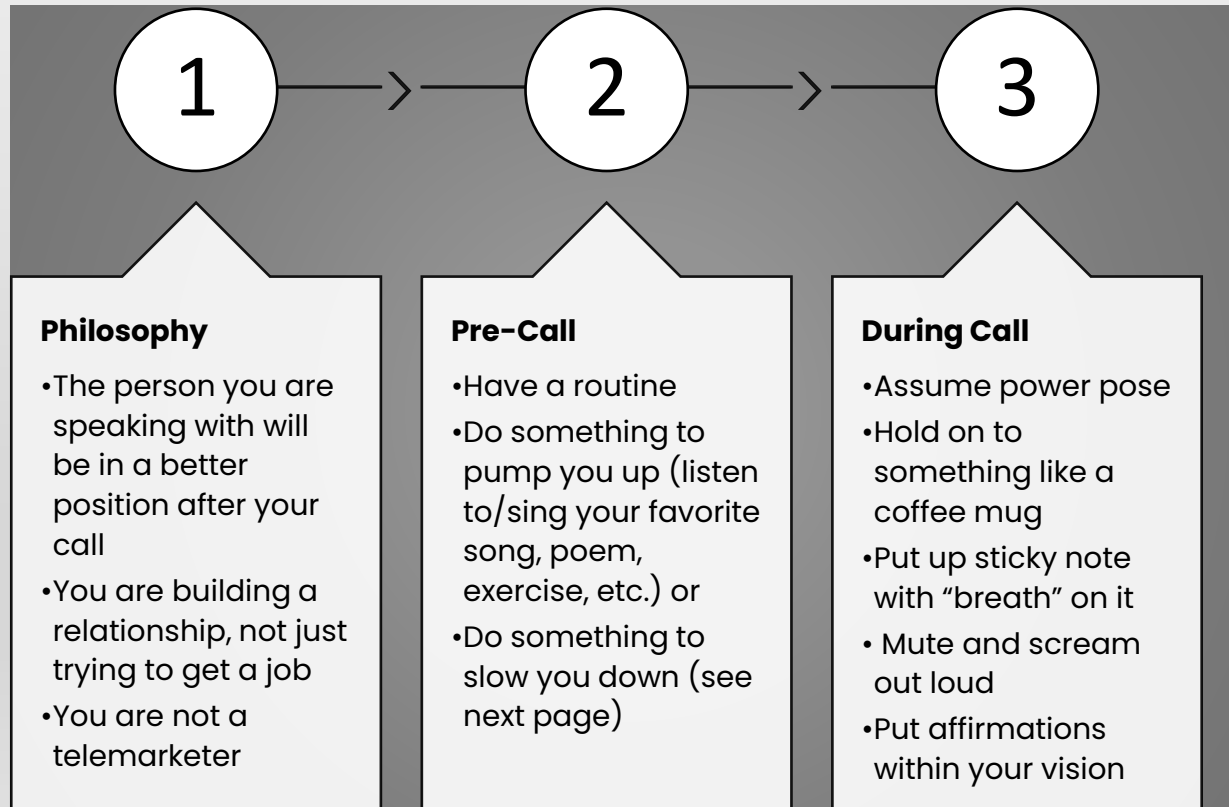 1
2
3
Philosophy
•The person you are
speaking with will
be in a better
position after your
call
•You are building a
relationship, not just
trying to get a job
•You are not a
telemarketer
Pre-Call
•Have a routine
•Do something to
pump you up (listen
to/sing your favorite
song, poem,
exercise, etc.) or
•Do something to
slow you down (see
next page)
During Call
•Assume power pose
•Hold on to
something like a
coffee mug
•Put up sticky note
with “breath” on it
• Mute and scream
out loud
•Put affirmations
within your vision